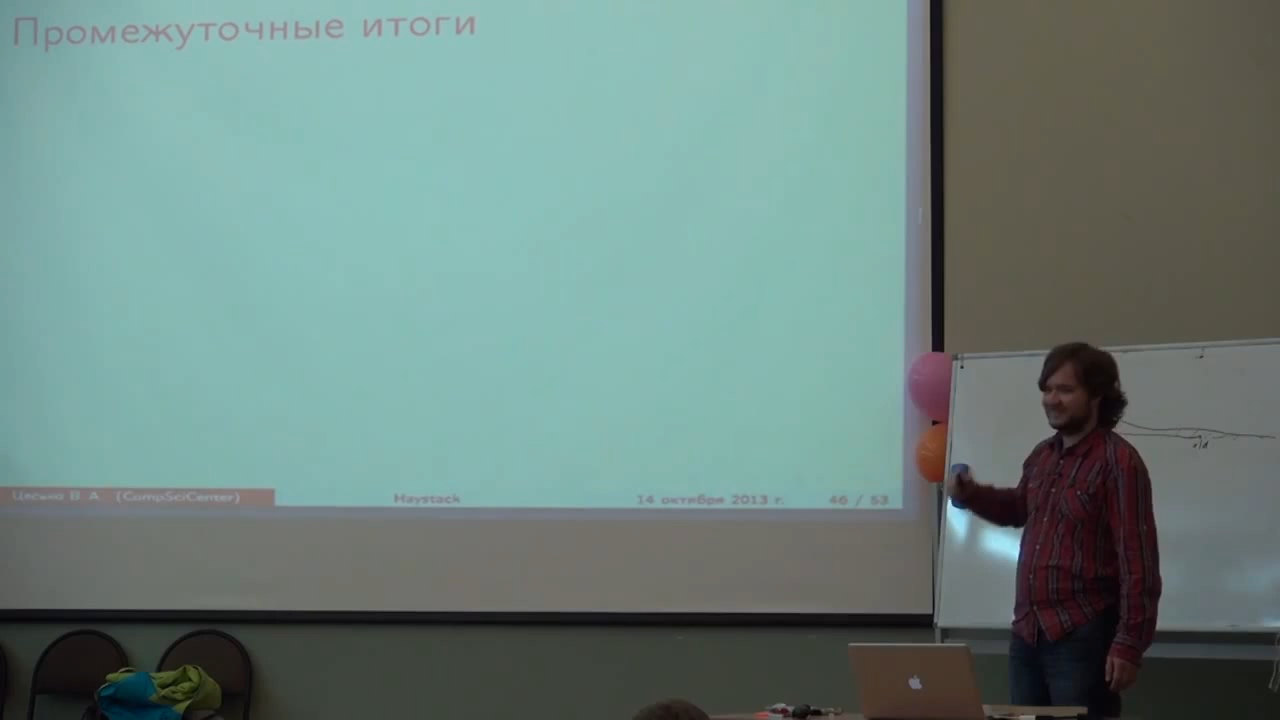 Промежуточные итоги
Цесько В. А. (CompSciCenter) Haystack 14 октября 2013 г. 46 / 53